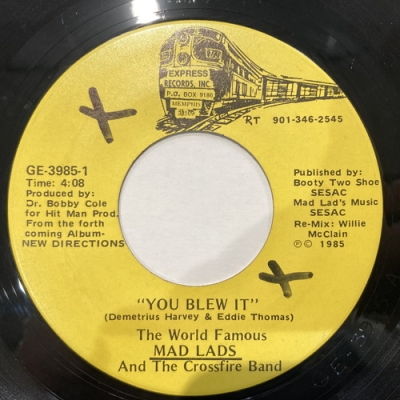 EXPRESS
RECORDS, INC.
P.O. BOX 9180
MEMPHIS
RT 901-346-2545
GE-3985-1
Time: 4:08
Produced by:
Dr. Bobby Cole
for Hit Man Prod.
From the forth
coming Album-
NEW DIRECTIONS
Published by:
Booty Two Shoe
SESAC
Mad Lad's Music
SESAC
Re-Mix: Willie
McClain
Ⓟ© 1985
"YOU BLEW IT"
(Demetrius Harvey & Eddie Thomas)
The World Famous
MAD LADS
And The Crossfire Band